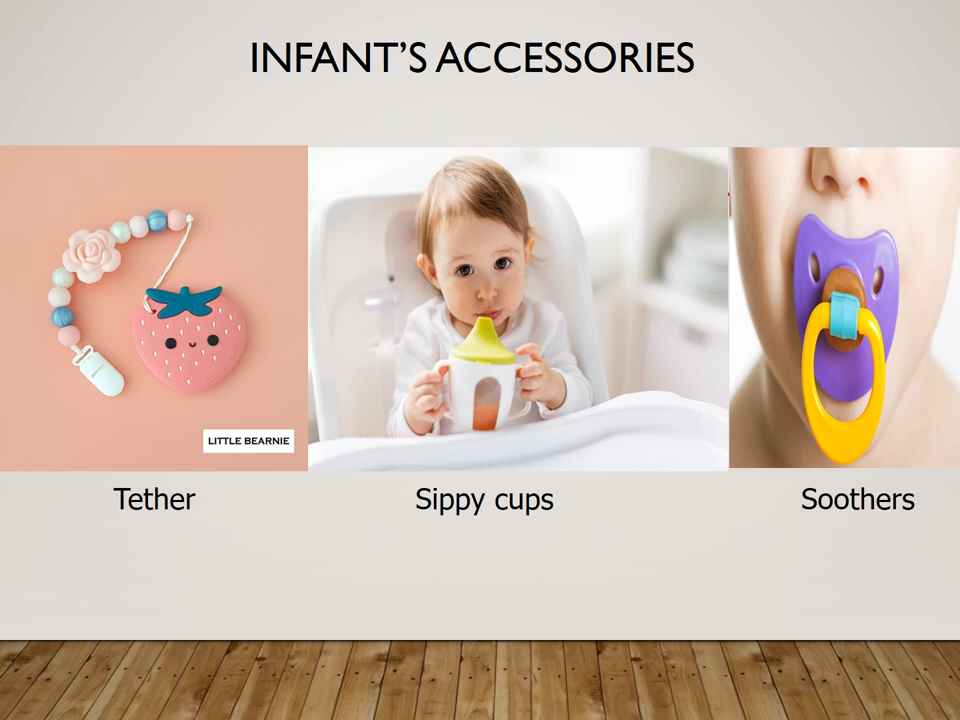 INFANT’S ACCESSORIES
LITTLE BEARNIE
Tether
Sippy cups
Soothers